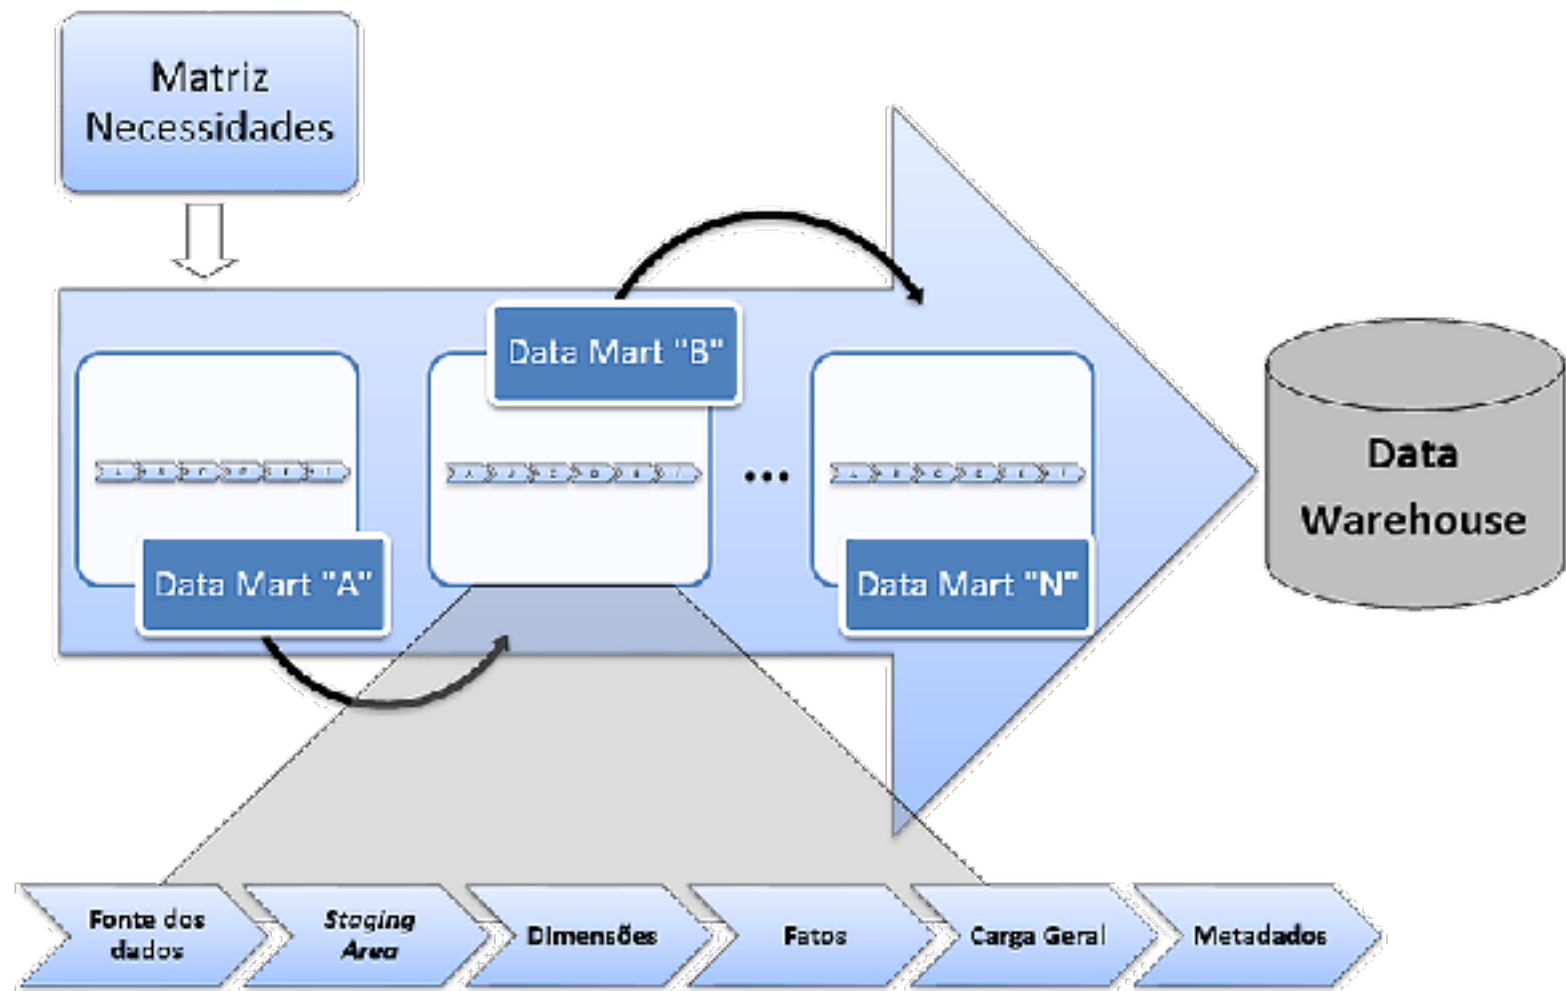 Matriz
Necessidades
Data Mart "B"
Data Mart "A"
Data Mart "N"
...
Data
Warehouse
Fonte dos
dados
Staging
Area
Dimensões
Fatos
Carga Geral
Metadados